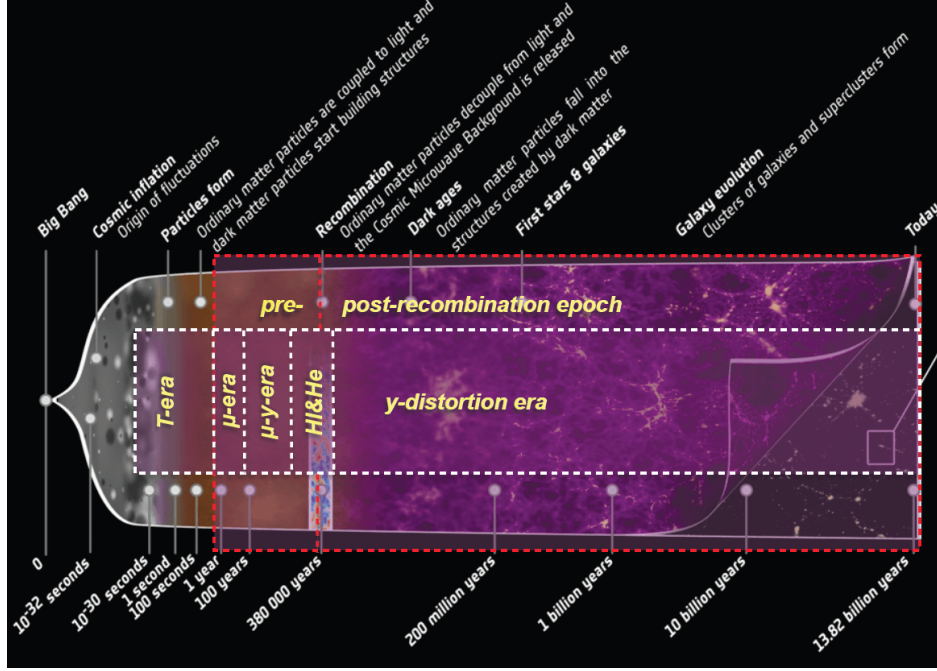 Big Bang
Cosmic inflation
Origin of fluctuations
Particles form
Ordinary matter particles are coupled to light and
dark matter particles start building structures
Recombination
Ordinary matter particles decouple from light and
the Cosmic Microwave Background is released
Dark ages
Ordinary matter particles fall into the
structures created by dark matter
First stars & galaxies
Galaxy evolution
Clusters of galaxies and superclusters form
Today
pre- post-recombination epoch
T-era
μ-era
μ-y-era
HI&He
y-distortion era
0
10-32 seconds
10-30 seconds
1 second
100 seconds
1 year
100 years
380 000 years
200 million years
1 billion years
10 billion years
13.82 billion years